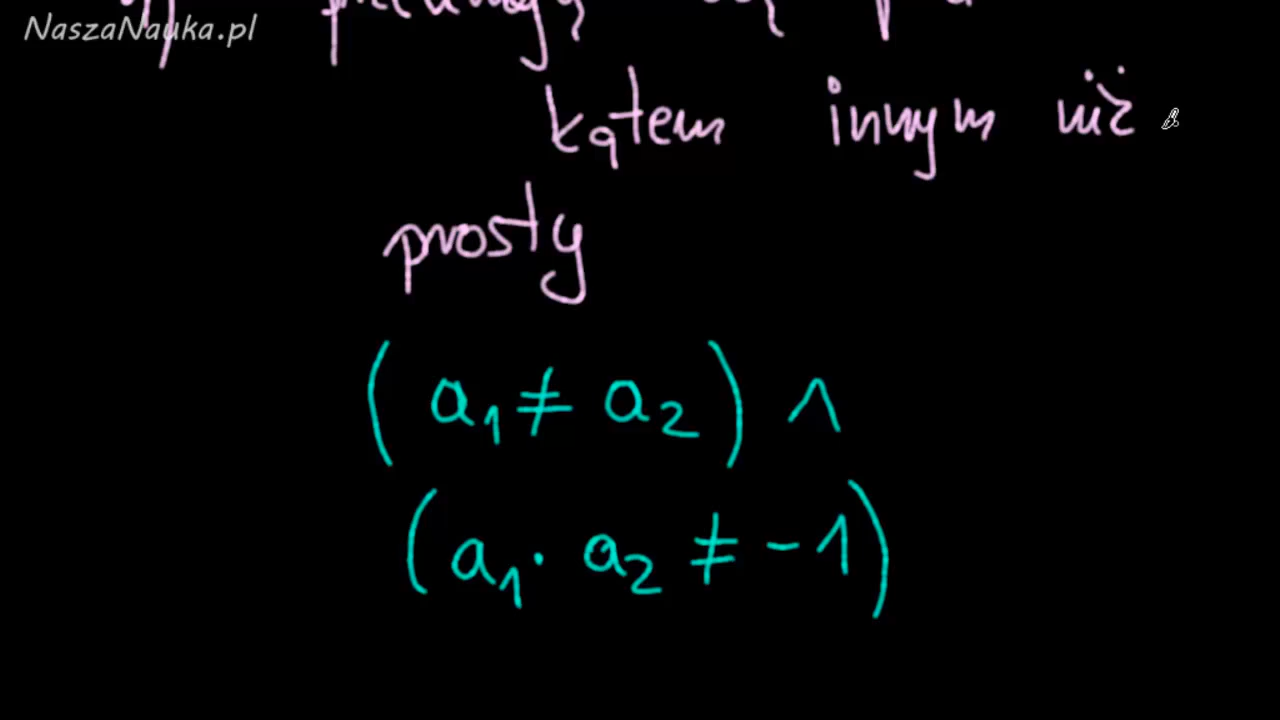 NaszaNauka.pl
kątem innym niż
prosty
(a₁ ≠ a₂) ∧
(a₁ · a₂ ≠ -1)